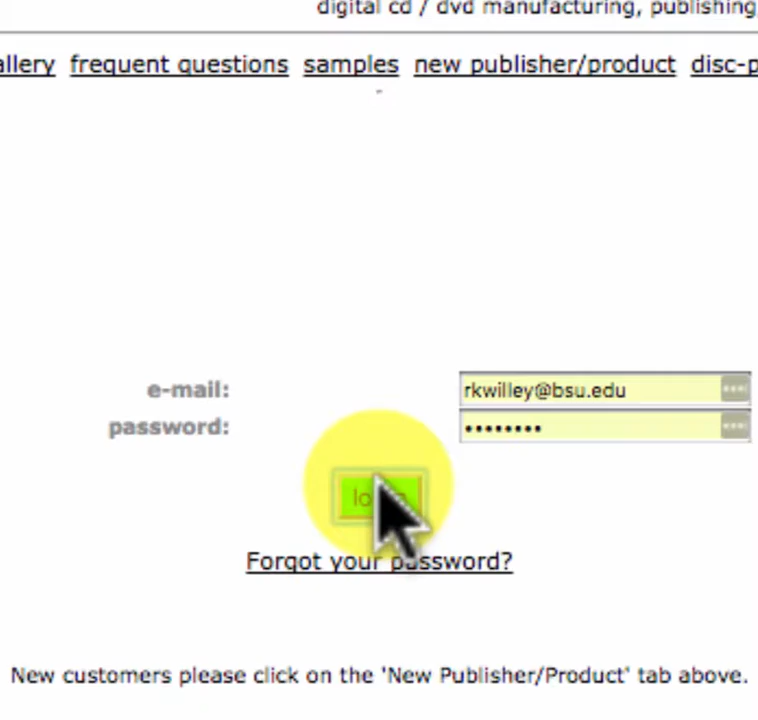 digital cd / dvd manufacturing, publishing,
allery frequent questions samples new publisher/product disc-p
e-mail: rkwilley@bsu.edu
password: ••••••••
Forgot your password?
New customers please click on the 'New Publisher/Product' tab above.